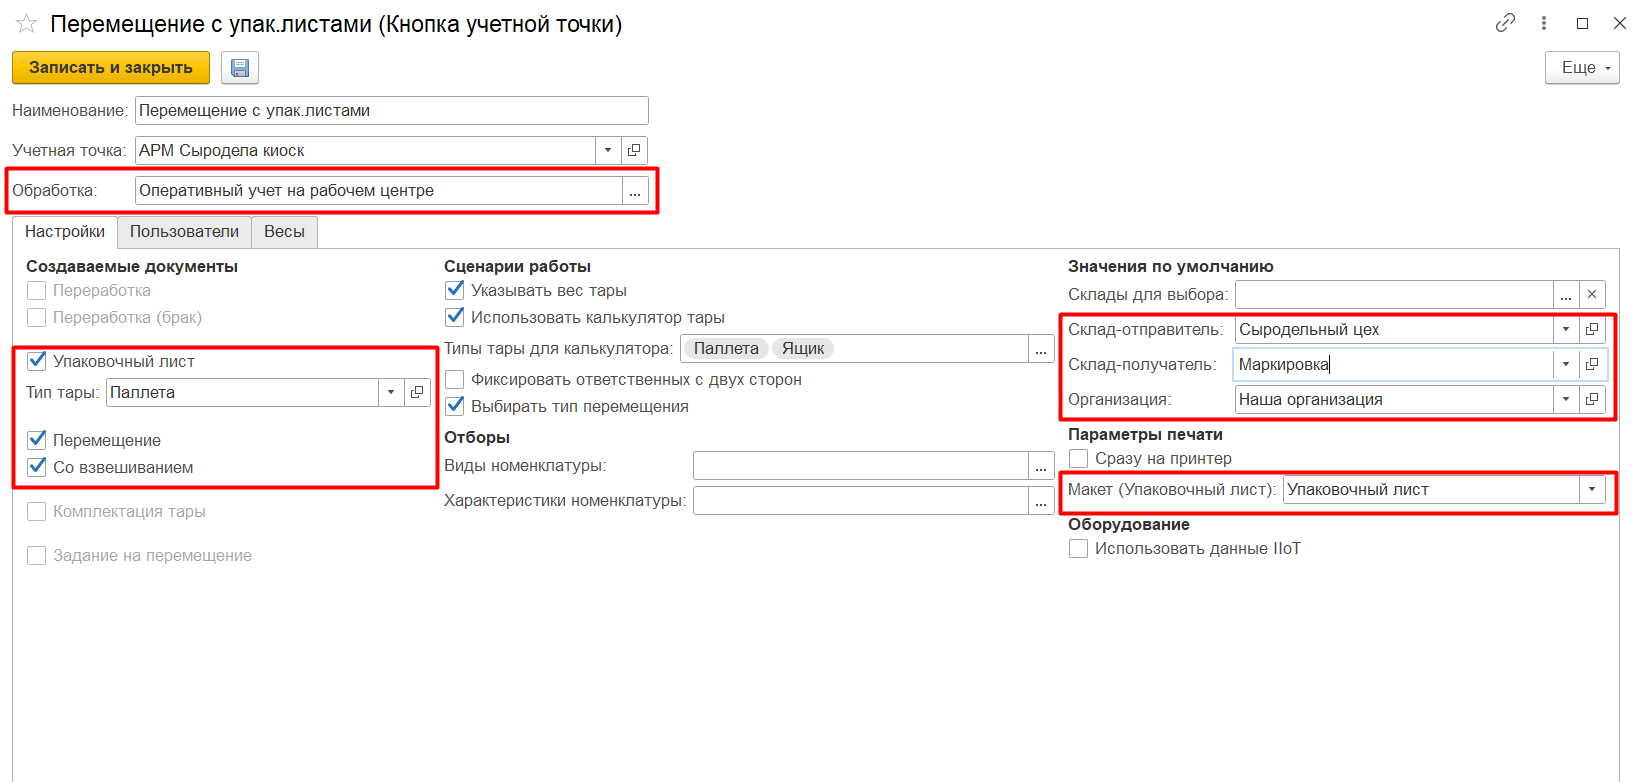 Перемещение с упак.листами (Кнопка учетной точки)
Записать и закрыть
Еще
Наименование: Перемещение с упак.листами
Учетная точка: АРМ Сыродела киоск
Обработка: Оперативный учет на рабочем центре ...
Настройки Пользователи Весы
Создаваемые документы
Переработка
Переработка (брак)
Упаковочный лист
Тип тары: Паллета
Перемещение
Со взвешиванием
Комплектация тары
Задание на перемещение
Сценарии работы
Указывать вес тары
Использовать калькулятор тары
Типы тары для калькулятора: Паллета Ящик ...
Фиксировать ответственных с двух сторон
Выбирать тип перемещения
Отборы
Виды номенклатуры: ...
Характеристики номенклатуры: ...
Значения по умолчанию
Склады для выбора: ... ×
Склад-отправитель: Сыродельный цех
Склад-получатель: Маркировка
Организация: Наша организация
Параметры печати
Сразу на принтер
Макет (Упаковочный лист): Упаковочный лист
Оборудование
Использовать данные IIoT